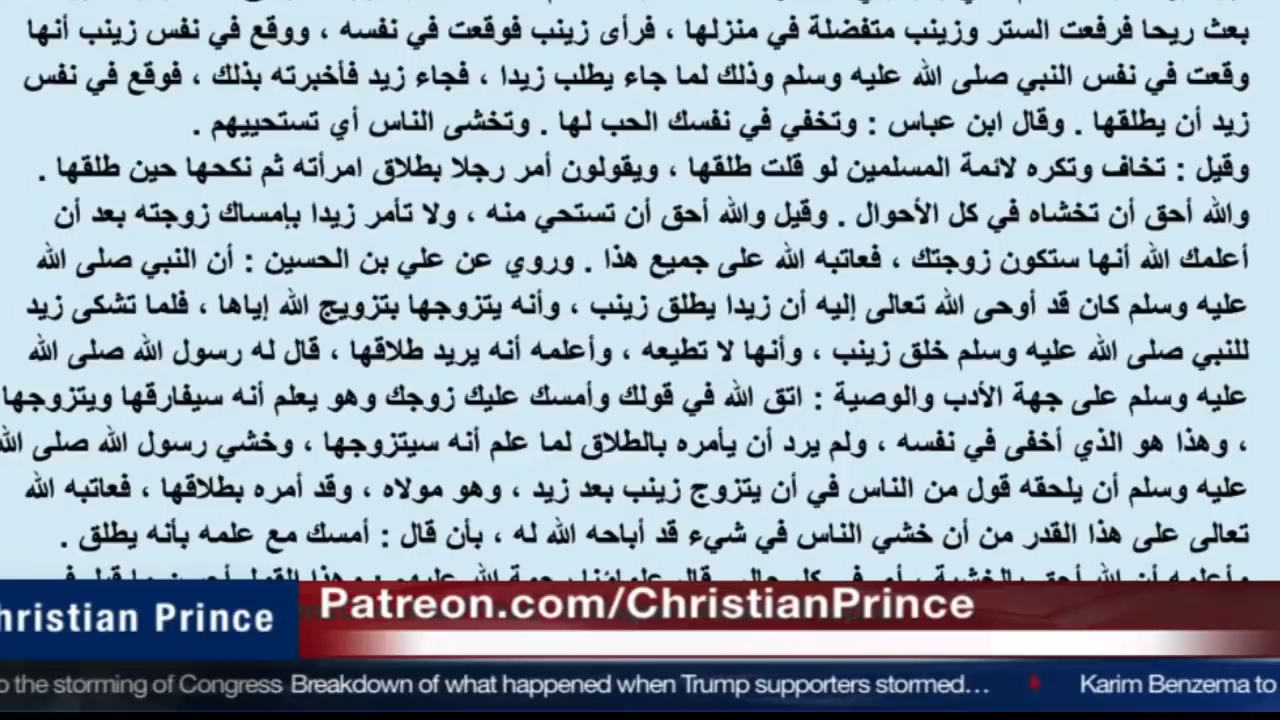 بعث ريحا فرفعت الستر وزينب متفضلة في منزلها ، فرأى زينب فوقعت في نفسه ، ووقع في نفس زينب أنها
وقعت في نفس النبي صلى الله عليه وسلم وذلك لما جاء يطلب زيدا ، فجاء زيد فأخبرته بذلك ، فوقع في نفس
زيد أن يطلقها . وقال ابن عباس : وتخفي في نفسك الحب لها . وتخشى الناس أي تستحييهم .
وقيل : تخاف وتكره لائمة المسلمين لو قلت طلقها ، ويقولون أمر رجلا بطلاق امرأته ثم نكحها حين طلقها .
والله أحق أن تخشاه في كل الأحوال . وقيل والله أحق أن تستحي منه ، ولا تأمر زيدا بإمساك زوجته بعد أن
أعلمك الله أنها ستكون زوجتك ، فعاتبه الله على جميع هذا . وروي عن علي بن الحسين : أن النبي صلى الله
عليه وسلم كان قد أوحى الله تعالى إليه أن زيدا يطلق زينب ، وأنه يتزوجها بتزويج الله إياها ، فلما تشكى زيد
للنبي صلى الله عليه وسلم خلق زينب ، وأنها لا تطيعه ، وأعلمه أنه يريد طلاقها ، قال له رسول الله صلى الله
عليه وسلم على جهة الأدب والوصية : اتق الله في قولك وأمسك عليك زوجك وهو يعلم أنه سيفارقها ويتزوجها
، وهذا هو الذي أخفى في نفسه ، ولم يرد أن يأمره بالطلاق لما علم أنه سيتزوجها ، وخشي رسول الله صلى الله
عليه وسلم أن يلحقه قول من الناس في أن يتزوج زينب بعد زيد ، وهو مولاه ، وقد أمره بطلاقها ، فعاتبه الله
تعالى على هذا القدر من أن خشي الناس في شيء قد أباحه الله له ، بأن قال : أمسك مع علمه بأنه يطلق .
hristian Prince
Patreon.com/ChristianPrince
o the storming of Congress Breakdown of what happened when Trump supporters stormed... Karim Benzema to